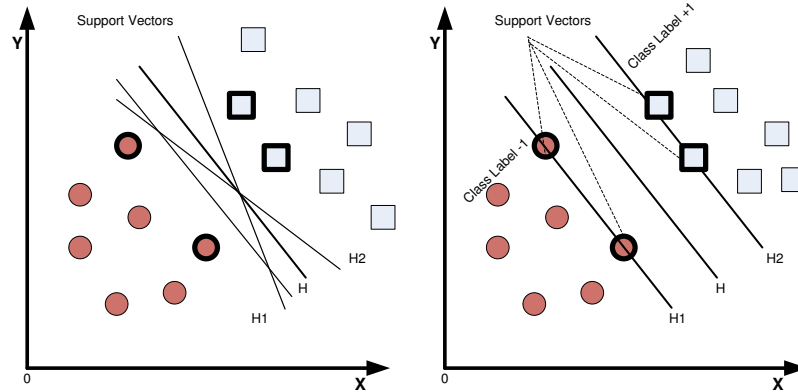 Support Vectors
Y
H2
H
H1
0
X
Support Vectors
Class Label +1
Y
Class Label -1
H2
H
H1
0
X